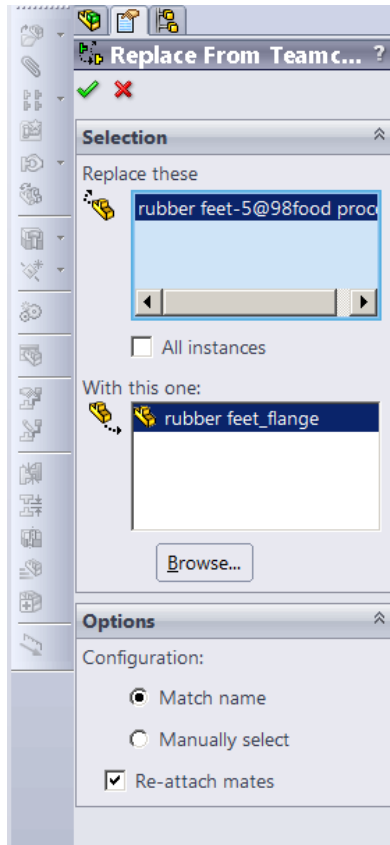 Replace From Teamc... ?
Selection
Replace these
rubber feet-5@98food proc
All instances
With this one:
rubber feet_flange
Browse...
Options
Configuration:
Match name
Manually select
Re-attach mates